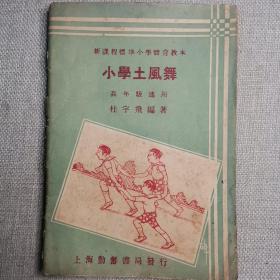 新課程標準小學體育教本
小學土風舞
高年級適用
杜宇飛編著
上海勤奮書局發行